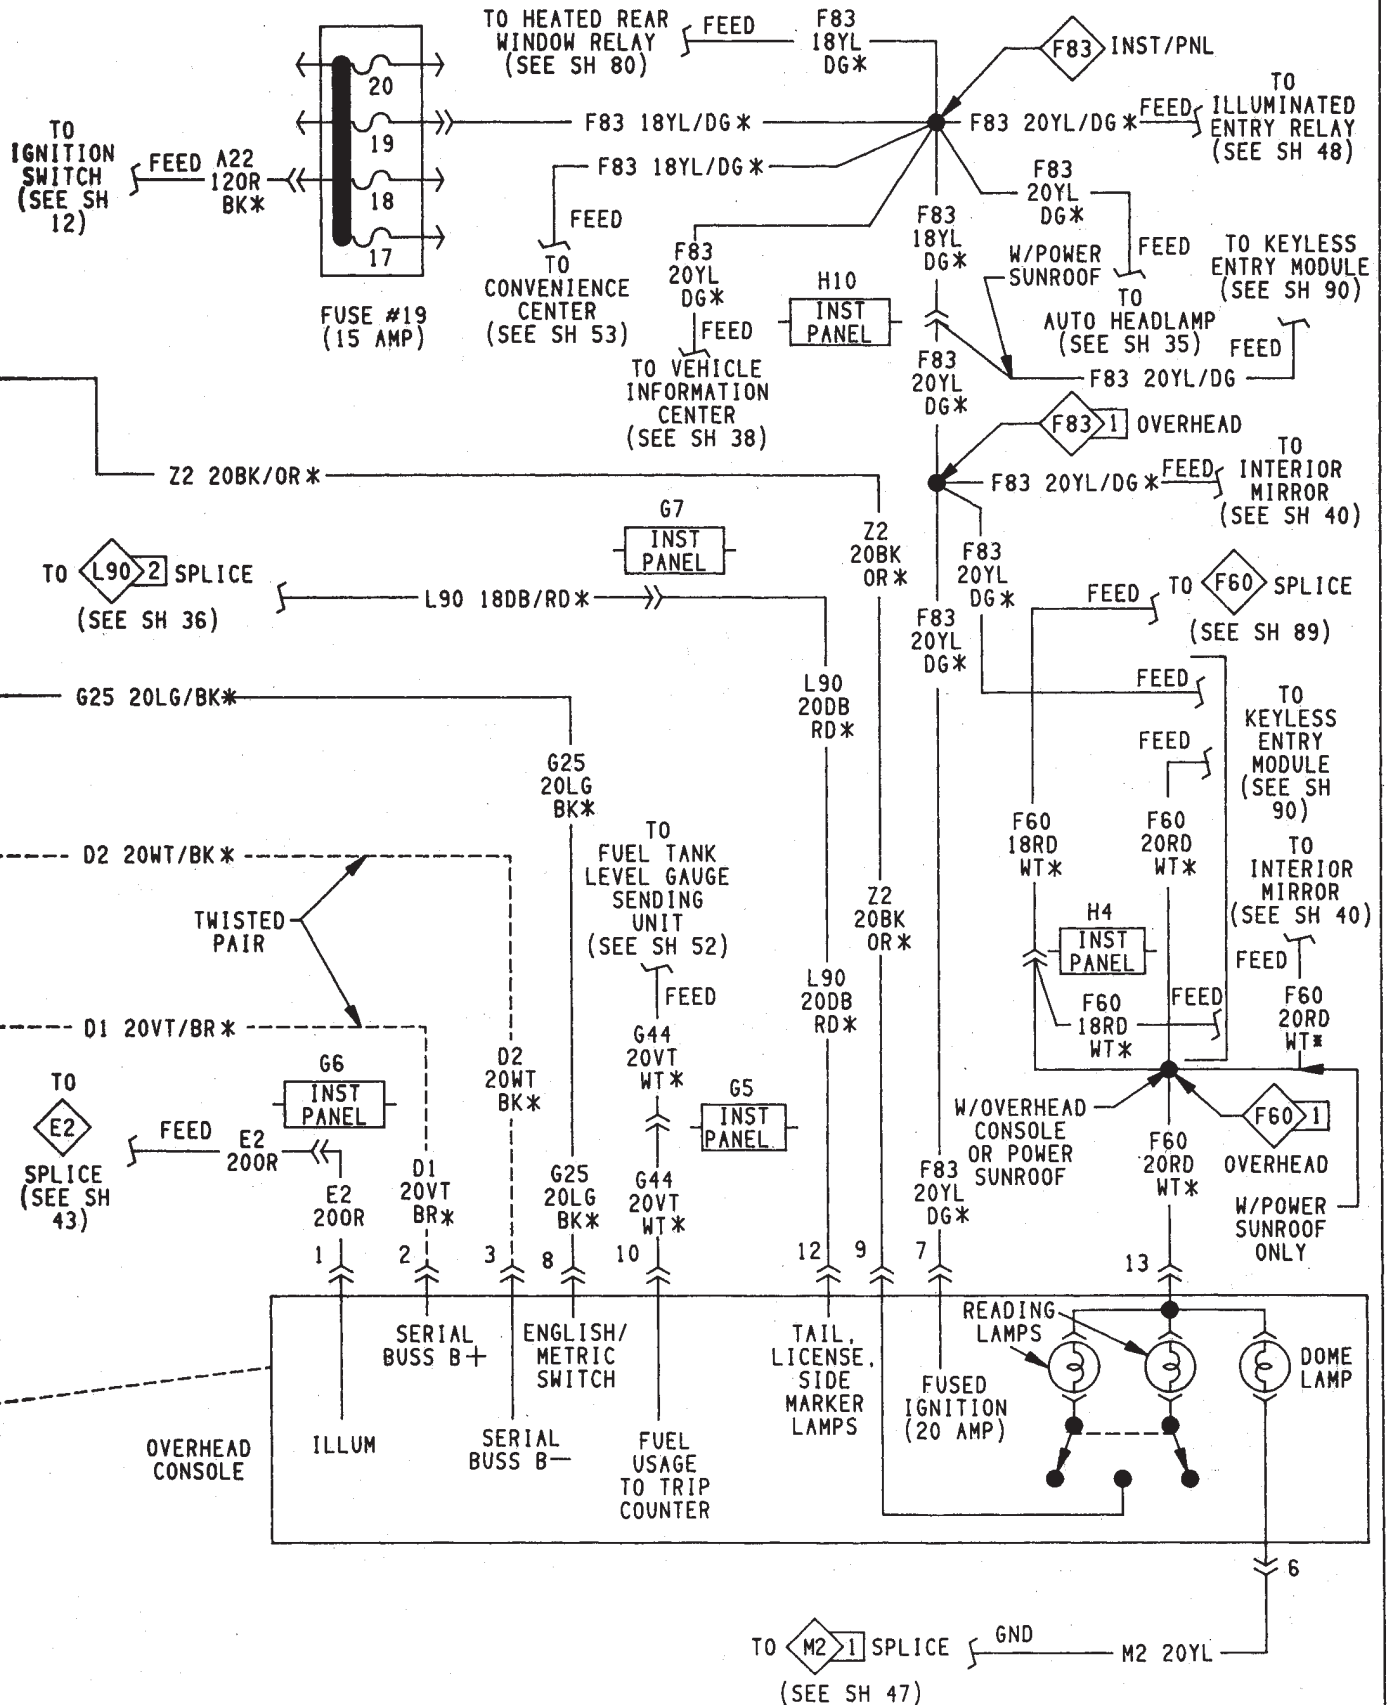 TO HEATED REAR
WINDOW RELAY
(SEE SH 80)
FEED
F83
18YL
DG*
F83
INST/PNL
20
19
18
17
FUSE #19
(15 AMP)
TO
IGNITION
SWITCH
(SEE SH
12)
FEED
A22
12OR
BK*
F83 18YL/DG*
F83 20YL/DG*
FEED
TO
ILLUMINATED
ENTRY RELAY
(SEE SH 48)
F83 18YL/DG*
FEED
TO
CONVENIENCE
CENTER
(SEE SH 53)
F83
20YL
DG*
FEED
TO VEHICLE
INFORMATION
CENTER
(SEE SH 38)
F83
18YL
DG*
F83
20YL
DG*
FEED
TO
AUTO HEADLAMP
(SEE SH 35)
W/POWER
SUNROOF
H10
INST
PANEL
TO KEYLESS
ENTRY MODULE
(SEE SH 90)
FEED
F83 20YL/DG
F83
20YL
DG*
F83
1
OVERHEAD
Z2 20BK/OR*
F83 20YL/DG*
FEED
TO
INTERIOR
MIRROR
(SEE SH 40)
G7
INST
PANEL
Z2
20BK
OR*
F83
20YL
DG*
TO
L90
2
SPLICE
(SEE SH 36)
L90 18DB/RD*
FEED
TO
F60
SPLICE
(SEE SH 89)
F83
20YL
DG*
G25 20LG/BK*
L90
20DB
RD*
FEED
FEED
TO
KEYLESS
ENTRY
MODULE
(SEE SH
90)
G25
20LG
BK*
F60
18RD
WT*
F60
20RD
WT*
TO
INTERIOR
MIRROR
(SEE SH 40)
FEED
D2 20WT/BK*
TO
FUEL TANK
LEVEL GAUGE
SENDING
UNIT
(SEE SH 52)
FEED
TWISTED
PAIR
Z2
20BK
OR*
H4
INST
PANEL
L90
20DB
RD*
F60
18RD
WT*
FEED
F60
20RD
WT*
D1 20VT/BR*
G44
20VT
WT*
D2
20WT
BK*
G6
INST
PANEL
G5
INST
PANEL
TO
E2
SPLICE
(SEE SH
43)
FEED
E2
20OR
E2
20OR
D1
20VT
BR*
G25
20LG
BK*
G44
20VT
WT*
F83
20YL
DG*
W/OVERHEAD
CONSOLE
OR POWER
SUNROOF
F60
20RD
WT*
F60
1
OVERHEAD
W/POWER
SUNROOF
ONLY
1
2
3
8
10
12
9
7
13
ILLUM
SERIAL
BUSS B+
SERIAL
BUSS B-
ENGLISH/
METRIC
SWITCH
FUEL
USAGE
TO TRIP
COUNTER
TAIL,
LICENSE,
SIDE
MARKER
LAMPS
FUSED
IGNITION
(20 AMP)
READING
LAMPS
DOME
LAMP
OVERHEAD
CONSOLE
6
TO
M2
1
SPLICE
(SEE SH 47)
GND
M2 20YL